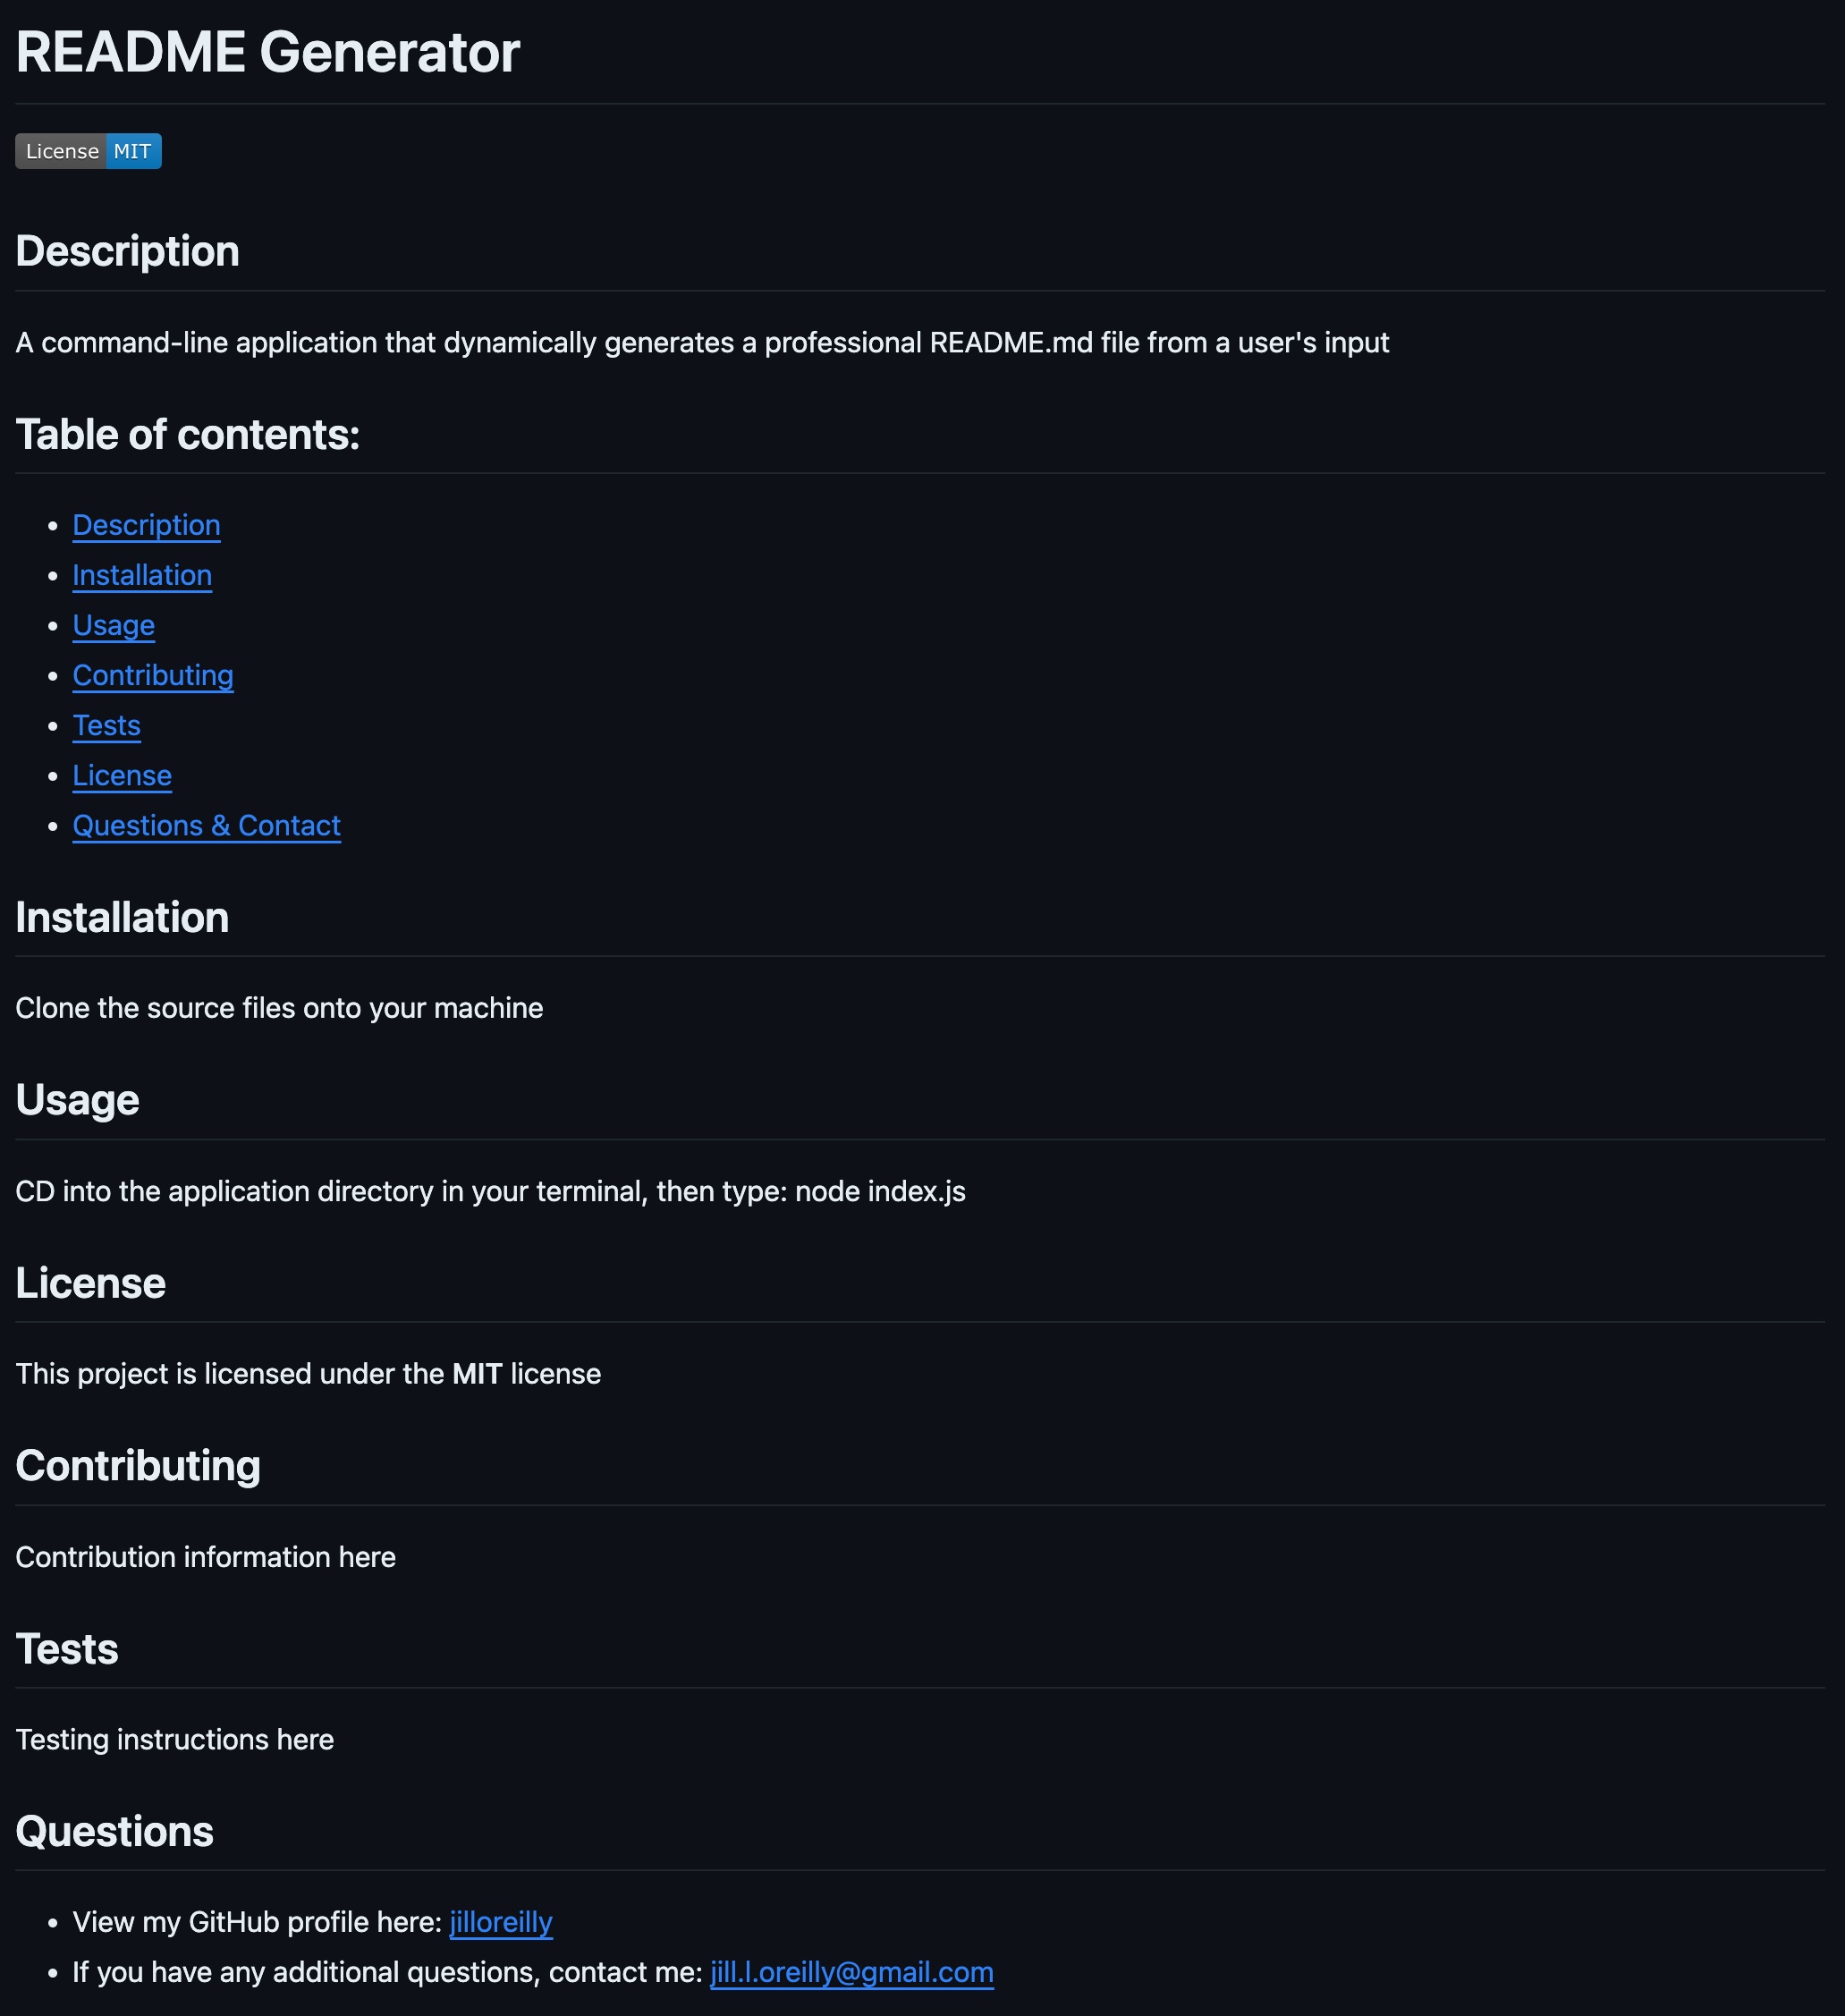 README Generator
License MIT
Description
A command-line application that dynamically generates a professional README.md file from a user's input
Table of contents:
• Description
• Installation
• Usage
• Contributing
• Tests
• License
• Questions & Contact
Installation
Clone the source files onto your machine
Usage
CD into the application directory in your terminal, then type: node index.js
License
This project is licensed under the MIT license
Contributing
Contribution information here
Tests
Testing instructions here
Questions
• View my GitHub profile here: jilloreilly
• If you have any additional questions, contact me: jill.l.oreilly@gmail.com